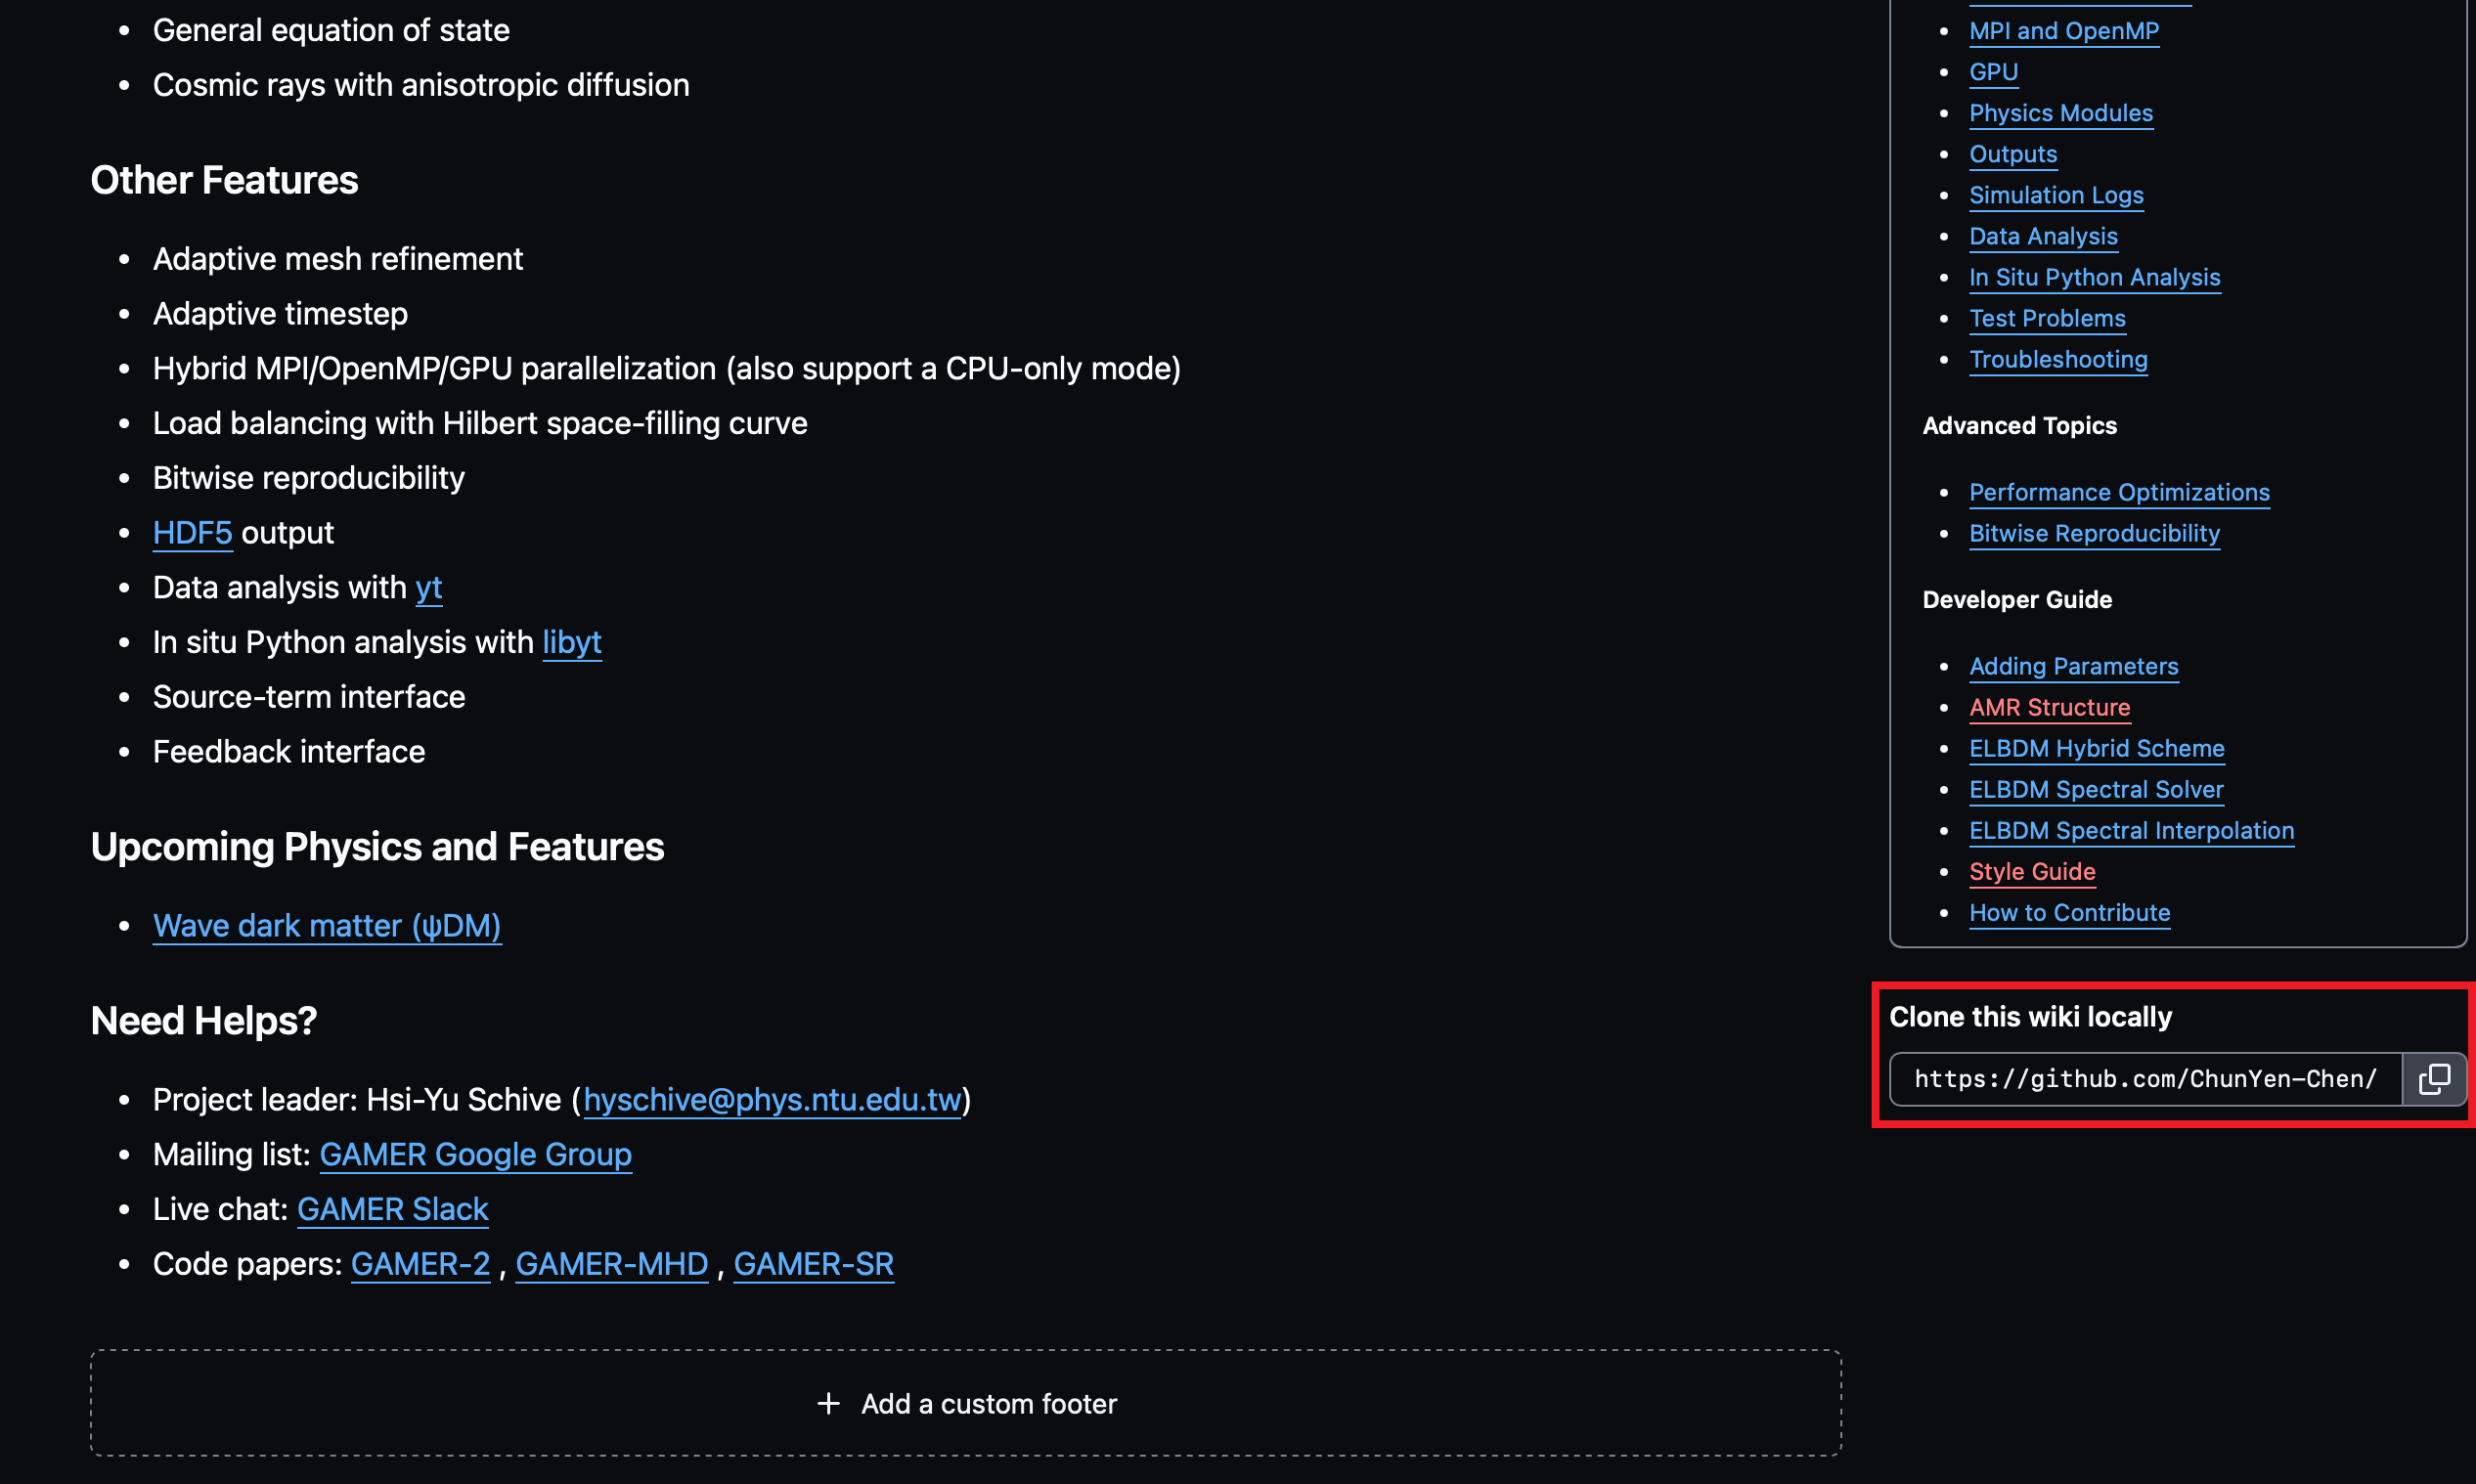 General equation of state
Cosmic rays with anisotropic diffusion
Other Features
Adaptive mesh refinement
Adaptive timestep
Hybrid MPI/OpenMP/GPU parallelization (also support a CPU-only mode)
Load balancing with Hilbert space-filling curve
Bitwise reproducibility
HDF5 output
Data analysis with yt
In situ Python analysis with libyt
Source-term interface
Feedback interface
Upcoming Physics and Features
Wave dark matter (ψDM)
Need Helps?
Project leader: Hsi-Yu Schive (hyschive@phys.ntu.edu.tw)
Mailing list: GAMER Google Group
Live chat: GAMER Slack
Code papers: GAMER-2 , GAMER-MHD , GAMER-SR
Add a custom footer
MPI and OpenMP
GPU
Physics Modules
Outputs
Simulation Logs
Data Analysis
In Situ Python Analysis
Test Problems
Troubleshooting
Advanced Topics
Performance Optimizations
Bitwise Reproducibility
Developer Guide
Adding Parameters
AMR Structure
ELBDM Hybrid Scheme
ELBDM Spectral Solver
ELBDM Spectral Interpolation
Style Guide
How to Contribute
Clone this wiki locally
https://github.com/ChunYen-Chen/